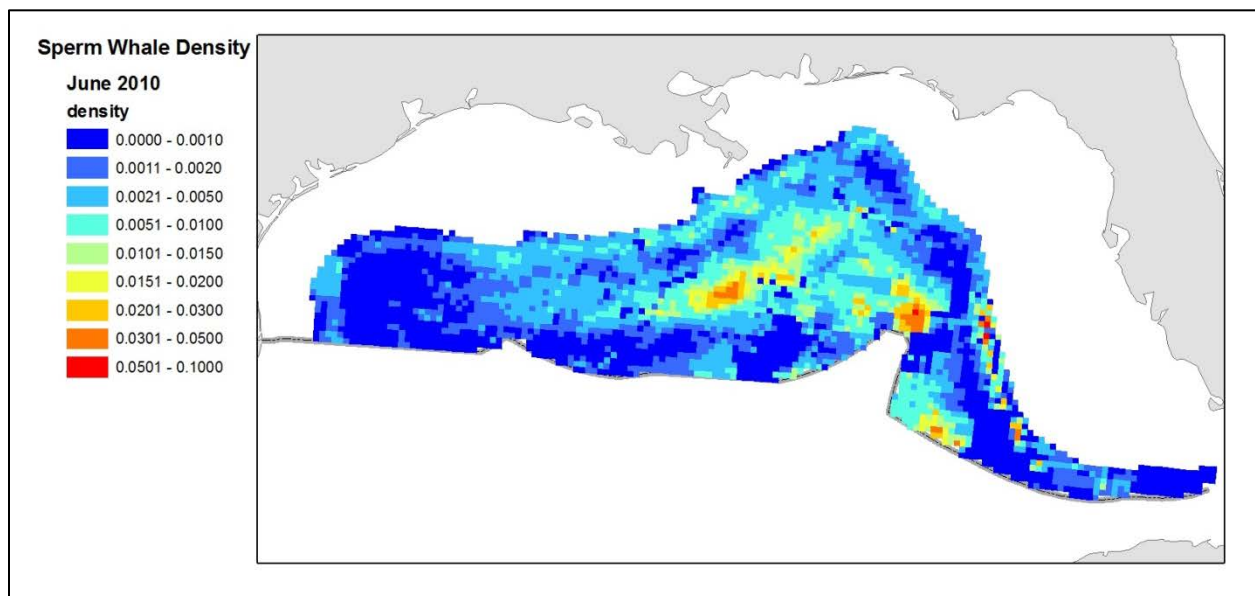 Sperm Whale Density
June 2010
density
0.0000 - 0.0010
0.0011 - 0.0020
0.0021 - 0.0050
0.0051 - 0.0100
0.0101 - 0.0150
0.0151 - 0.0200
0.0201 - 0.0300
0.0301 - 0.0500
0.0501 - 0.1000